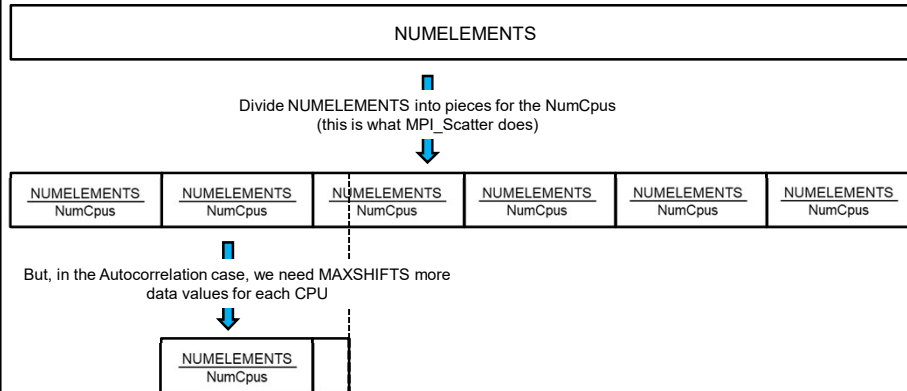 NUMELEMENTS
Divide NUMELEMENTS into pieces for the NumCpus
(this is what MPI_Scatter does)
NUMELEMENTS NUMELEMENTS NUMELEMENTS NUMELEMENTS NUMELEMENTS NUMELEMENTS
NumCpus NumCpus NumCpus NumCpus NumCpus NumCpus
But, in the Autocorrelation case, we need MAXSHIFTS more
data values for each CPU
NUMELEMENTS
NumCpus